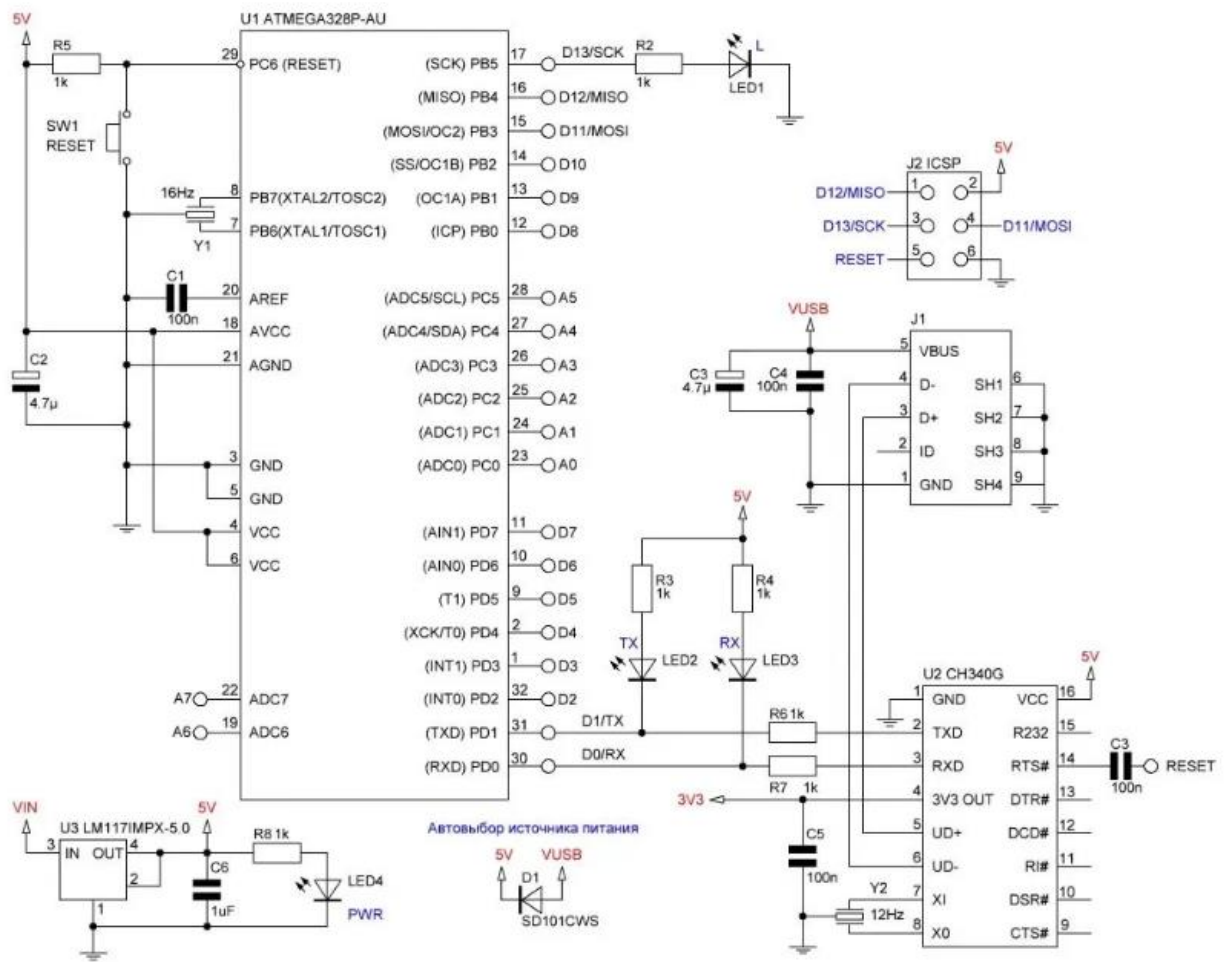 U1 ATMEGA328P-AU
5V
R5
1k
29
PC6 (RESET)
SW1
RESET
16Hz
Y1
8
PB7(XTAL2/TOSC2)
7
PB6(XTAL1/TOSC1)
C1
100n
20
AREF
18
AVCC
21
AGND
C2
4.7µ
3
GND
5
GND
4
VCC
6
VCC
A7
22
ADC7
A6
19
ADC6
(SCK) PB5
17
D13/SCK
R2
1k
L
LED1
(MISO) PB4
16
D12/MISO
(MOSI/OC2) PB3
15
D11/MOSI
(SS/OC1B) PB2
14
D10
(OC1A) PB1
13
D9
(ICP) PB0
12
D8
(ADC5/SCL) PC5
28
A5
(ADC4/SDA) PC4
27
A4
(ADC3) PC3
26
A3
(ADC2) PC2
25
A2
(ADC1) PC1
24
A1
(ADC0) PC0
23
A0
(AIN1) PD7
11
D7
(AIN0) PD6
10
D6
(T1) PD5
9
D5
(XCK/T0) PD4
2
D4
(INT1) PD3
1
D3
(INT0) PD2
32
D2
(TXD) PD1
31
D1/TX
(RXD) PD0
30
D0/RX
J2 ICSP
5V
D12/MISO
1
2
D13/SCK
3
4
D11/MOSI
RESET
5
6
VUSB
C3
4.7µ
C4
100n
J1
5
VBUS
4
D-
3
D+
2
ID
1
GND
SH1
6
SH2
7
SH3
8
SH4
9
5V
R3
1k
R4
1k
TX
LED2
RX
LED3
R6 1k
R7 1k
U2 CH340G
5V
1
GND
VCC
16
2
TXD
R232
15
3
RXD
RTS#
14
C3
100n
RESET
3V3
4
3V3 OUT
DTR#
13
5
UD+
DCD#
12
6
UD-
RI#
11
7
XI
DSR#
10
8
X0
CTS#
9
C5
100n
Y2
12Hz
VIN
U3 LM117IMPX-5.0
3
IN
OUT
4
2
1
5V
R8 1k
C6
1uF
LED4
PWR
Автовыбор источника питания
5V
VUSB
D1
SD101CWS